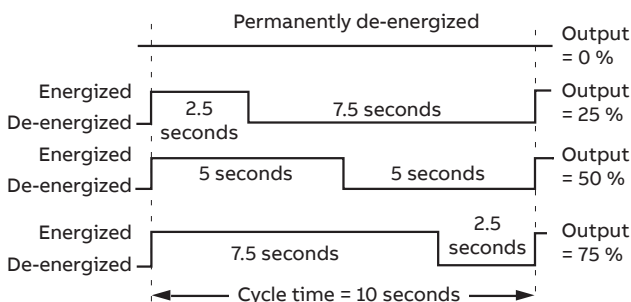 Permanently de-energized
Output
= 0 %
Energized
De-energized
2.5
seconds
7.5 seconds
Output
= 25 %
Energized
De-energized
5 seconds
5 seconds
Output
= 50 %
Energized
De-energized
7.5 seconds
2.5
seconds
Output
= 75 %
Cycle time = 10 seconds